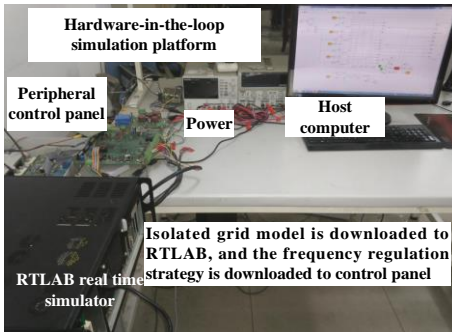 Hardware-in-the-loop
simulation platform
Peripheral
control panel
Power
Host
computer
Isolated grid model is downloaded to
RTLAB, and the frequency regulation
strategy is downloaded to control panel
RTLAB real time
simulator